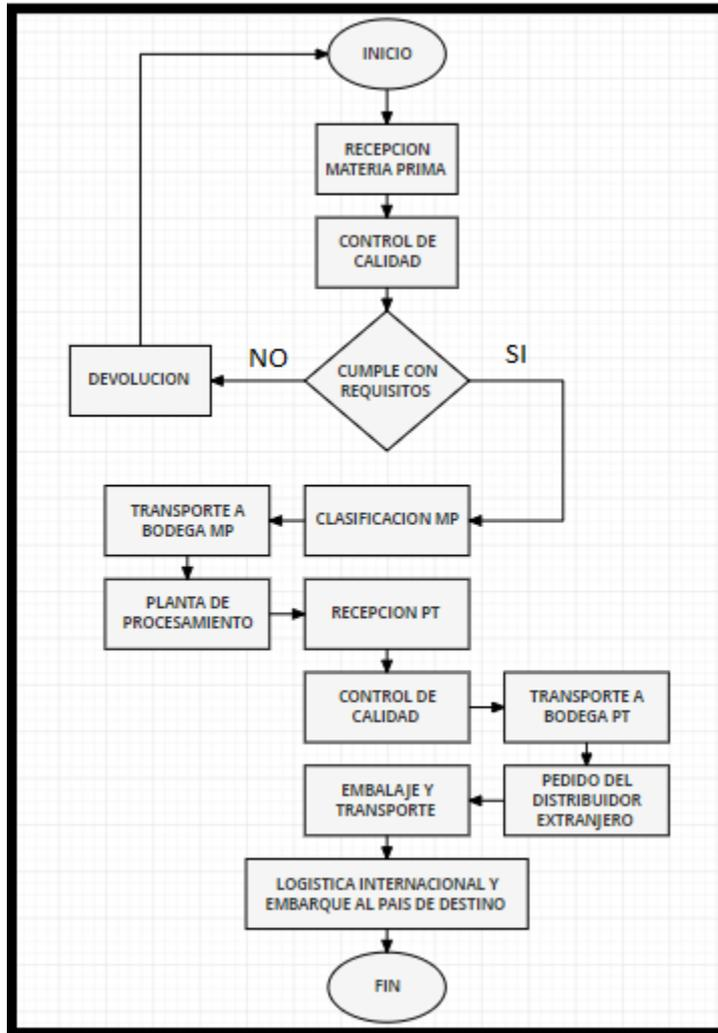 INICIO
RECEPCION
MATERIA PRIMA
CONTROL DE
CALIDAD
CUMPLE CON
REQUISITOS
NO
SI
DEVOLUCION
CLASIFICACION MP
TRANSPORTE A
BODEGA MP
PLANTA DE
PROCESAMIENTO
RECEPCION PT
CONTROL DE
CALIDAD
TRANSPORTE A
BODEGA PT
PEDIDO DEL
DISTRIBUIDOR
EXTRANJERO
EMBALAJE Y
TRANSPORTE
LOGISTICA INTERNACIONAL Y
EMBARQUE AL PAIS DE DESTINO
FIN